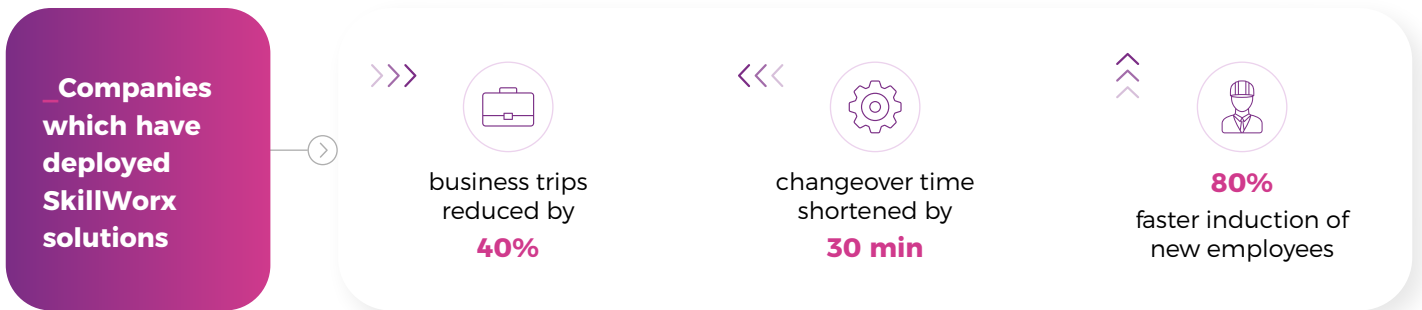 _Companies
which have
deployed
SkillWorx
solutions
business trips
reduced by
40%
changeover time
shortened by
30 min
80%
faster induction of
new employees